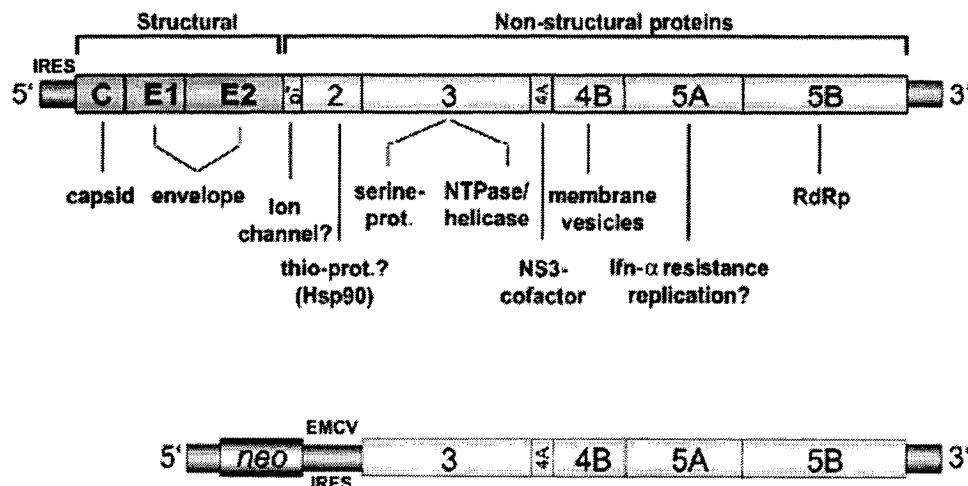 Structural Non-structural proteins
IRES
5' C E1 E2 2 3 4A 4B 5A 5B 3'
capsid envelope Ion channel? serine-prot. NTPase/helicase membrane vesicles RdRp
thio-prot.? (Hsp90) NS3-cofactor Ifn-α resistance replication?
EMCV
5' neo 3 4A 4B 5A 5B 3'
IRES